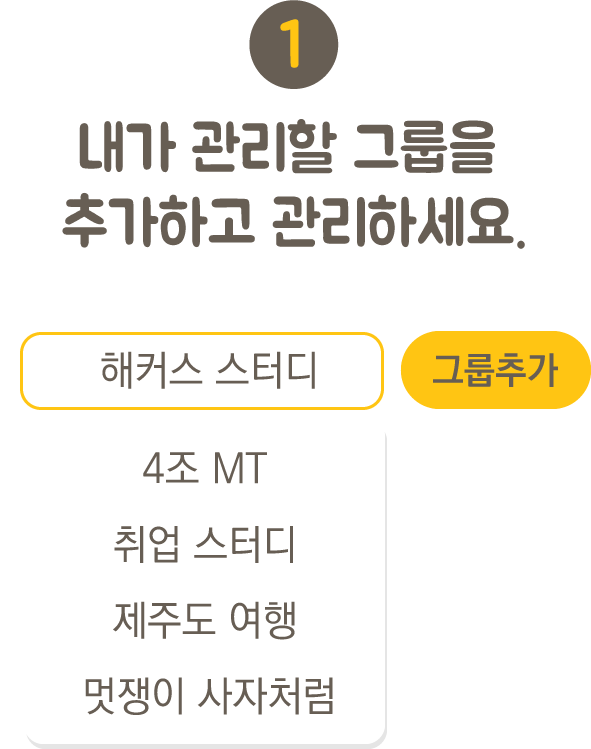 1
내가 관리할 그룹을
추가하고 관리하세요.
해커스 스터디
그룹추가
4조 MT
취업 스터디
제주도 여행
멋쟁이 사자처럼